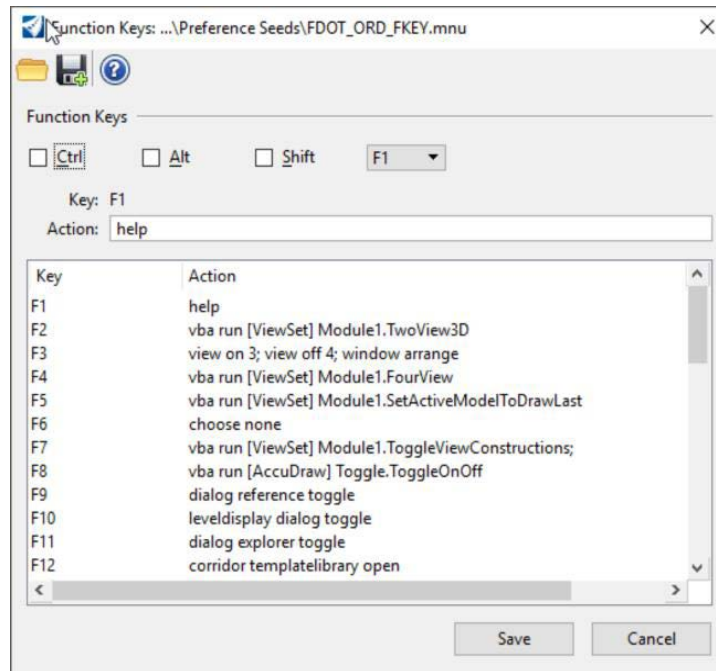 Function Keys: ...\Preference Seeds\FDOT_ORD_FKEY.mnu
Function Keys
Ctrl Alt Shift F1
Key: F1
Action: help
Key Action
F1 help
F2 vba run [ViewSet] Module1.TwoView3D
F3 view on 3; view off 4; window arrange
F4 vba run [ViewSet] Module1.FourView
F5 vba run [ViewSet] Module1.SetActiveModelToDrawLast
F6 choose none
F7 vba run [ViewSet] Module1.ToggleViewConstructions;
F8 vba run [AccuDraw] Toggle.ToggleOnOff
F9 dialog reference toggle
F10 leveldisplay dialog toggle
F11 dialog explorer toggle
F12 corridor templatelibrary open
Save Cancel